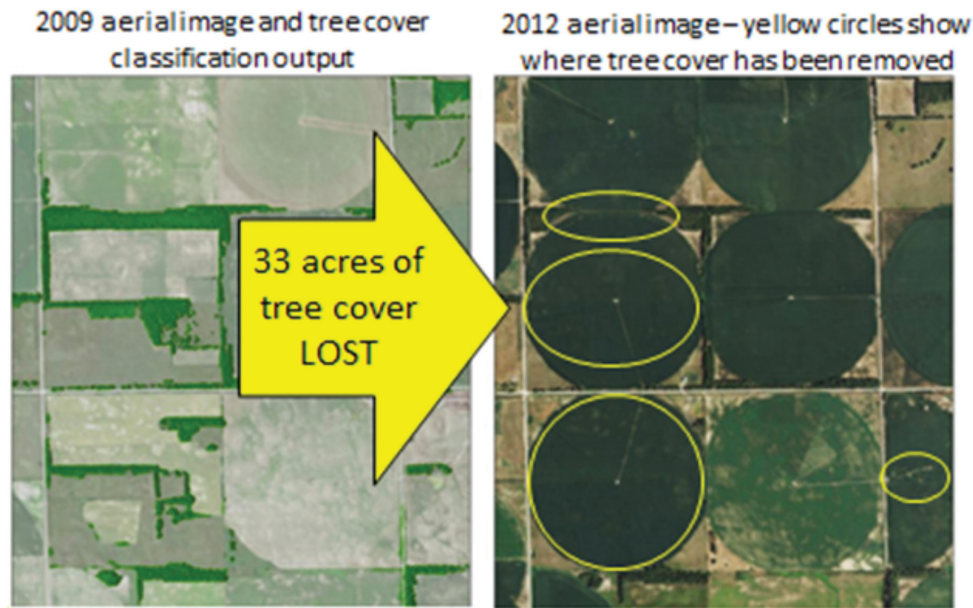 2009 aerial image and tree cover
classification output
2012 aerial image – yellow circles show
where tree cover has been removed
33 acres of
tree cover
LOST